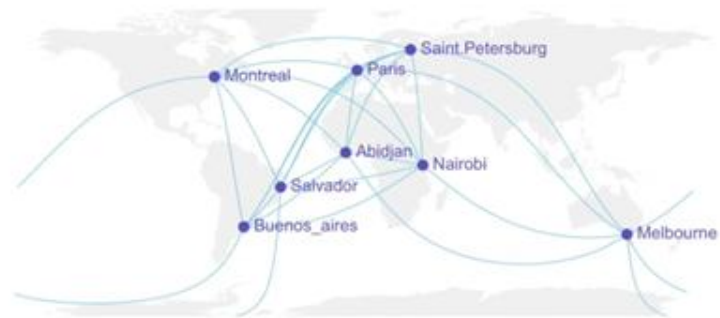 Saint.Petersburg
Paris
Montreal
Abidjan
Nairobi
Salvador
Buenos_aires
Melbourne